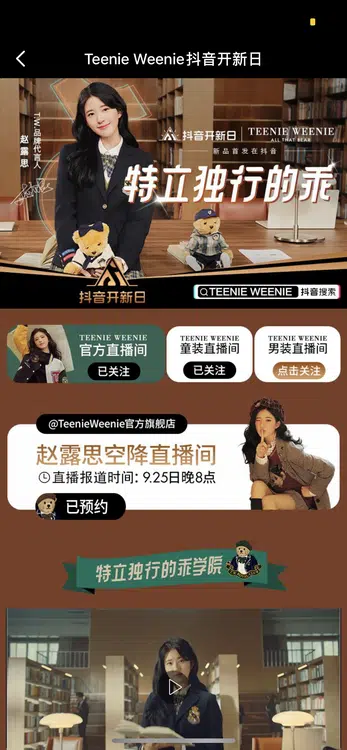 Teenie Weenie抖音开新日
TW品牌代言人
赵露思
抖音开新日
TEENIE WEENIE
ALL THAT BEAR
新品首发在抖音
特立独行的乖
抖音开新日
TEENIE WEENIE
抖音搜索
TEENIE WEENIE
官方直播间
已关注
TEENIE WEENIE
童装直播间
已关注
TEENIE WEENIE
男装直播间
点击关注
@TeenieWeenie官方旗舰店
赵露思空降直播间
直播报道时间：9.25日晚8点
已预约
特立独行的乖学院